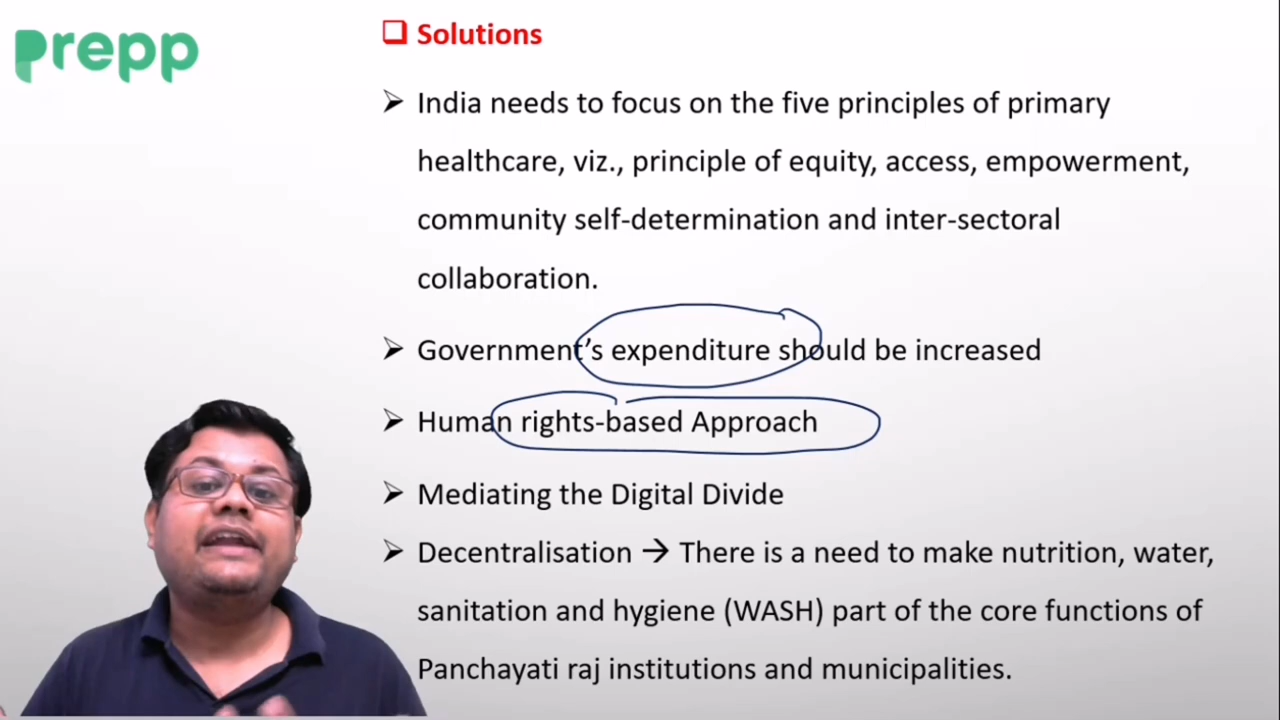 prepp
❑ Solutions
➢ India needs to focus on the five principles of primary
healthcare, viz., principle of equity, access, empowerment,
community self-determination and inter-sectoral
collaboration.
➢ Government’s expenditure should be increased
➢ Human rights-based Approach
➢ Mediating the Digital Divide
➢ Decentralisation → There is a need to make nutrition, water,
sanitation and hygiene (WASH) part of the core functions of
Panchayati raj institutions and municipalities.